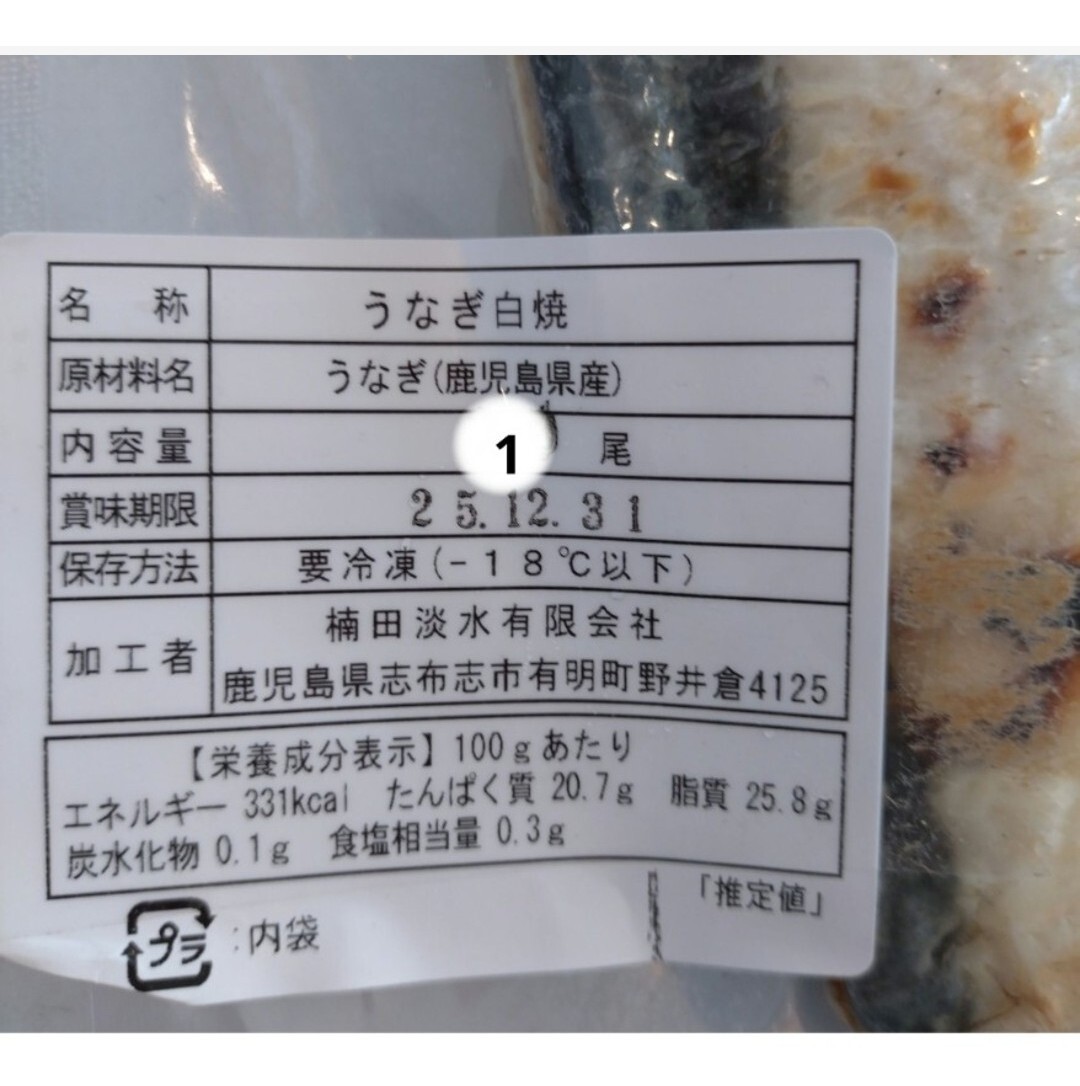 名称 うなぎ白焼
原材料名 うなぎ(鹿児島県産)
内容量 1 尾
賞味期限 25.12.31
保存方法 要冷凍(-18℃以下)
加工者 楠田淡水有限会社
鹿児島県志布志市有明町野井倉4125
【栄養成分表示】100gあたり
エネルギー 331kcal たんぱく質 20.7g 脂質 25.8g
炭水化物 0.1g 食塩相当量 0.3g
「推定値」
プラ :内袋